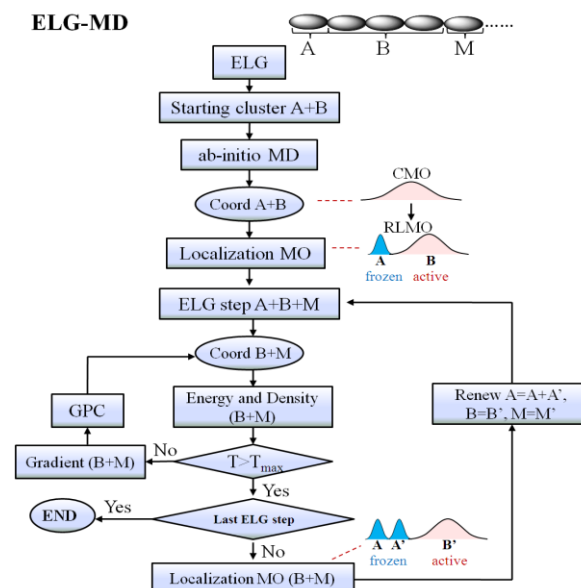 ELG-MD
A B M
ELG
Starting cluster A+B
ab-initio MD
Coord A+B
CMO
RLMO
A B
frozen active
Localization MO
ELG step A+B+M
Coord B+M
Energy and Density
(B+M)
GPC
Gradient (B+M)
No
T>Tmax
Yes
Renew A=A+A’,
B=B’, M=M’
END
Yes
Last ELG step
No
A A’ B’
frozen active
Localization MO (B+M)